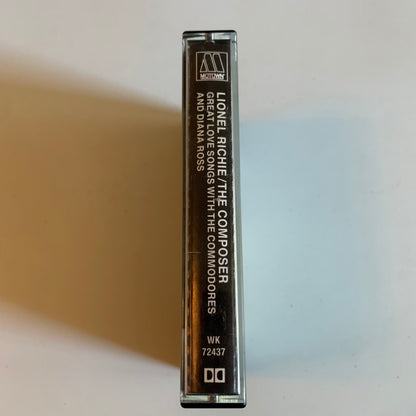 MOTOWN
LIONEL RICHIE/THE COMPOSER
GREAT LOVE SONGS WITH THE COMMODORES
AND DIANA ROSS
WK
72437